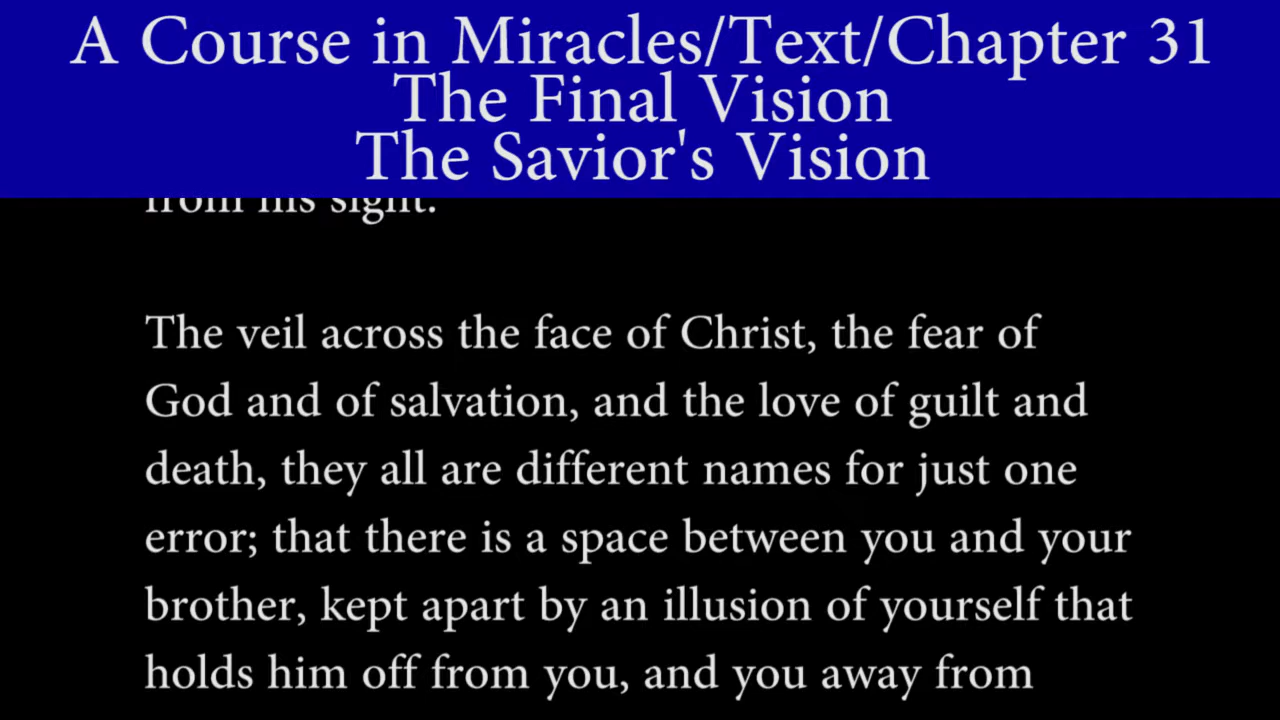 A Course in Miracles/Text/Chapter 31
The Final Vision
The Savior's Vision
from his sight.
The veil across the face of Christ, the fear of
God and of salvation, and the love of guilt and
death, they all are different names for just one
error; that there is a space between you and your
brother, kept apart by an illusion of yourself that
holds him off from you, and you away from